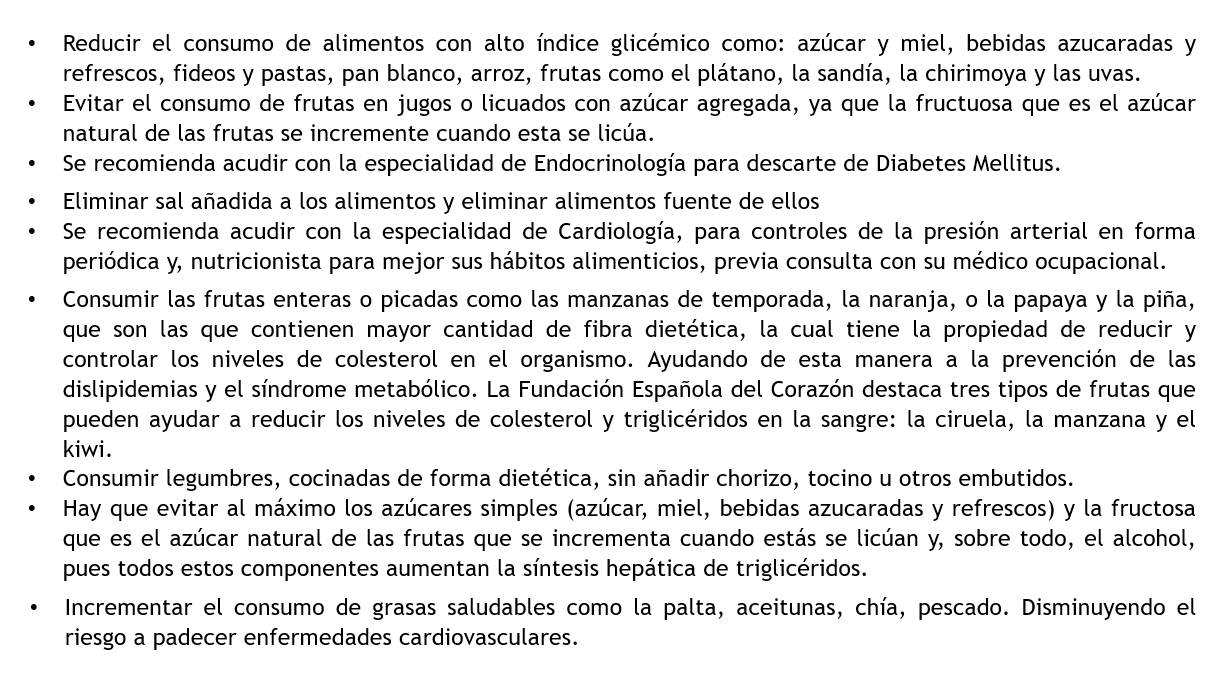 • Reducir el consumo de alimentos con alto índice glicémico como: azúcar y miel, bebidas azucaradas y
refrescos, fideos y pastas, pan blanco, arroz, frutas como el plátano, la sandía, la chirimoya y las uvas.
• Evitar el consumo de frutas en jugos o licuados con azúcar agregada, ya que la fructuosa que es el azúcar
natural de las frutas se incremente cuando esta se licúa.
• Se recomienda acudir con la especialidad de Endocrinología para descarte de Diabetes Mellitus.
• Eliminar sal añadida a los alimentos y eliminar alimentos fuente de ellos
• Se recomienda acudir con la especialidad de Cardiología, para controles de la presión arterial en forma
periódica y, nutricionista para mejor sus hábitos alimenticios, previa consulta con su médico ocupacional.
• Consumir las frutas enteras o picadas como las manzanas de temporada, la naranja, o la papaya y la piña,
que son las que contienen mayor cantidad de fibra dietética, la cual tiene la propiedad de reducir y
controlar los niveles de colesterol en el organismo. Ayudando de esta manera a la prevención de las
dislipidemias y el síndrome metabólico. La Fundación Española del Corazón destaca tres tipos de frutas que
pueden ayudar a reducir los niveles de colesterol y triglicéridos en la sangre: la ciruela, la manzana y el
kiwi.
• Consumir legumbres, cocinadas de forma dietética, sin añadir chorizo, tocino u otros embutidos.
• Hay que evitar al máximo los azúcares simples (azúcar, miel, bebidas azucaradas y refrescos) y la fructosa
que es el azúcar natural de las frutas que se incrementa cuando estás se licúan y, sobre todo, el alcohol,
pues todos estos componentes aumentan la síntesis hepática de triglicéridos.
• Incrementar el consumo de grasas saludables como la palta, aceitunas, chía, pescado. Disminuyendo el
riesgo a padecer enfermedades cardiovasculares.